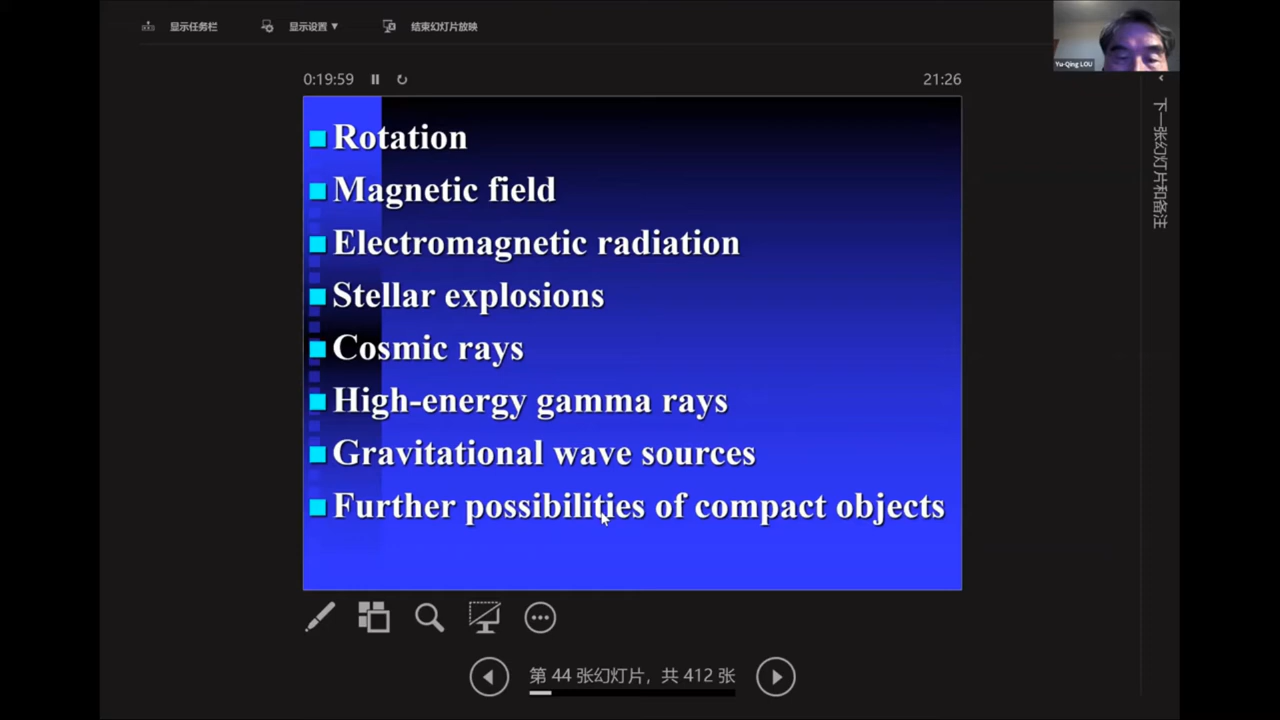 显示任务栏
显示设置 ▼
结束幻灯片放映
Yu-Qing LOU
0:19:59
21:26
下一张幻灯片和备注
Rotation
Magnetic field
Electromagnetic radiation
Stellar explosions
Cosmic rays
High-energy gamma rays
Gravitational wave sources
Further possibilities of compact objects
第 44 张幻灯片，共 412 张